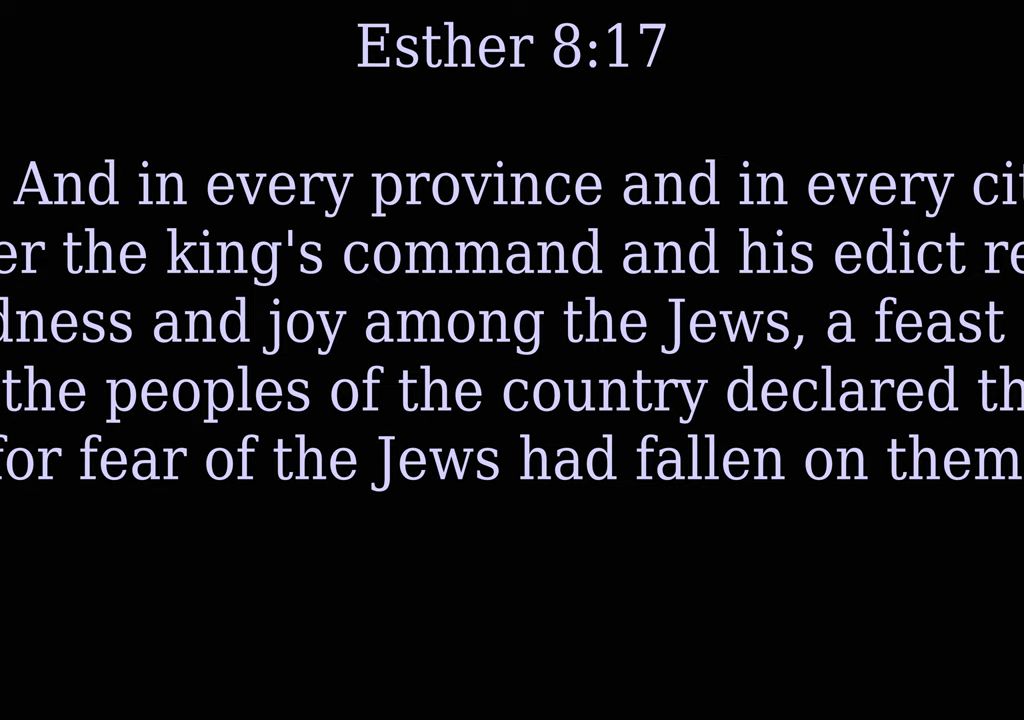 Esther 8:17
And in every province and in every cit
er the king's command and his edict re
dness and joy among the Jews, a feast
the peoples of the country declared th
for fear of the Jews had fallen on them